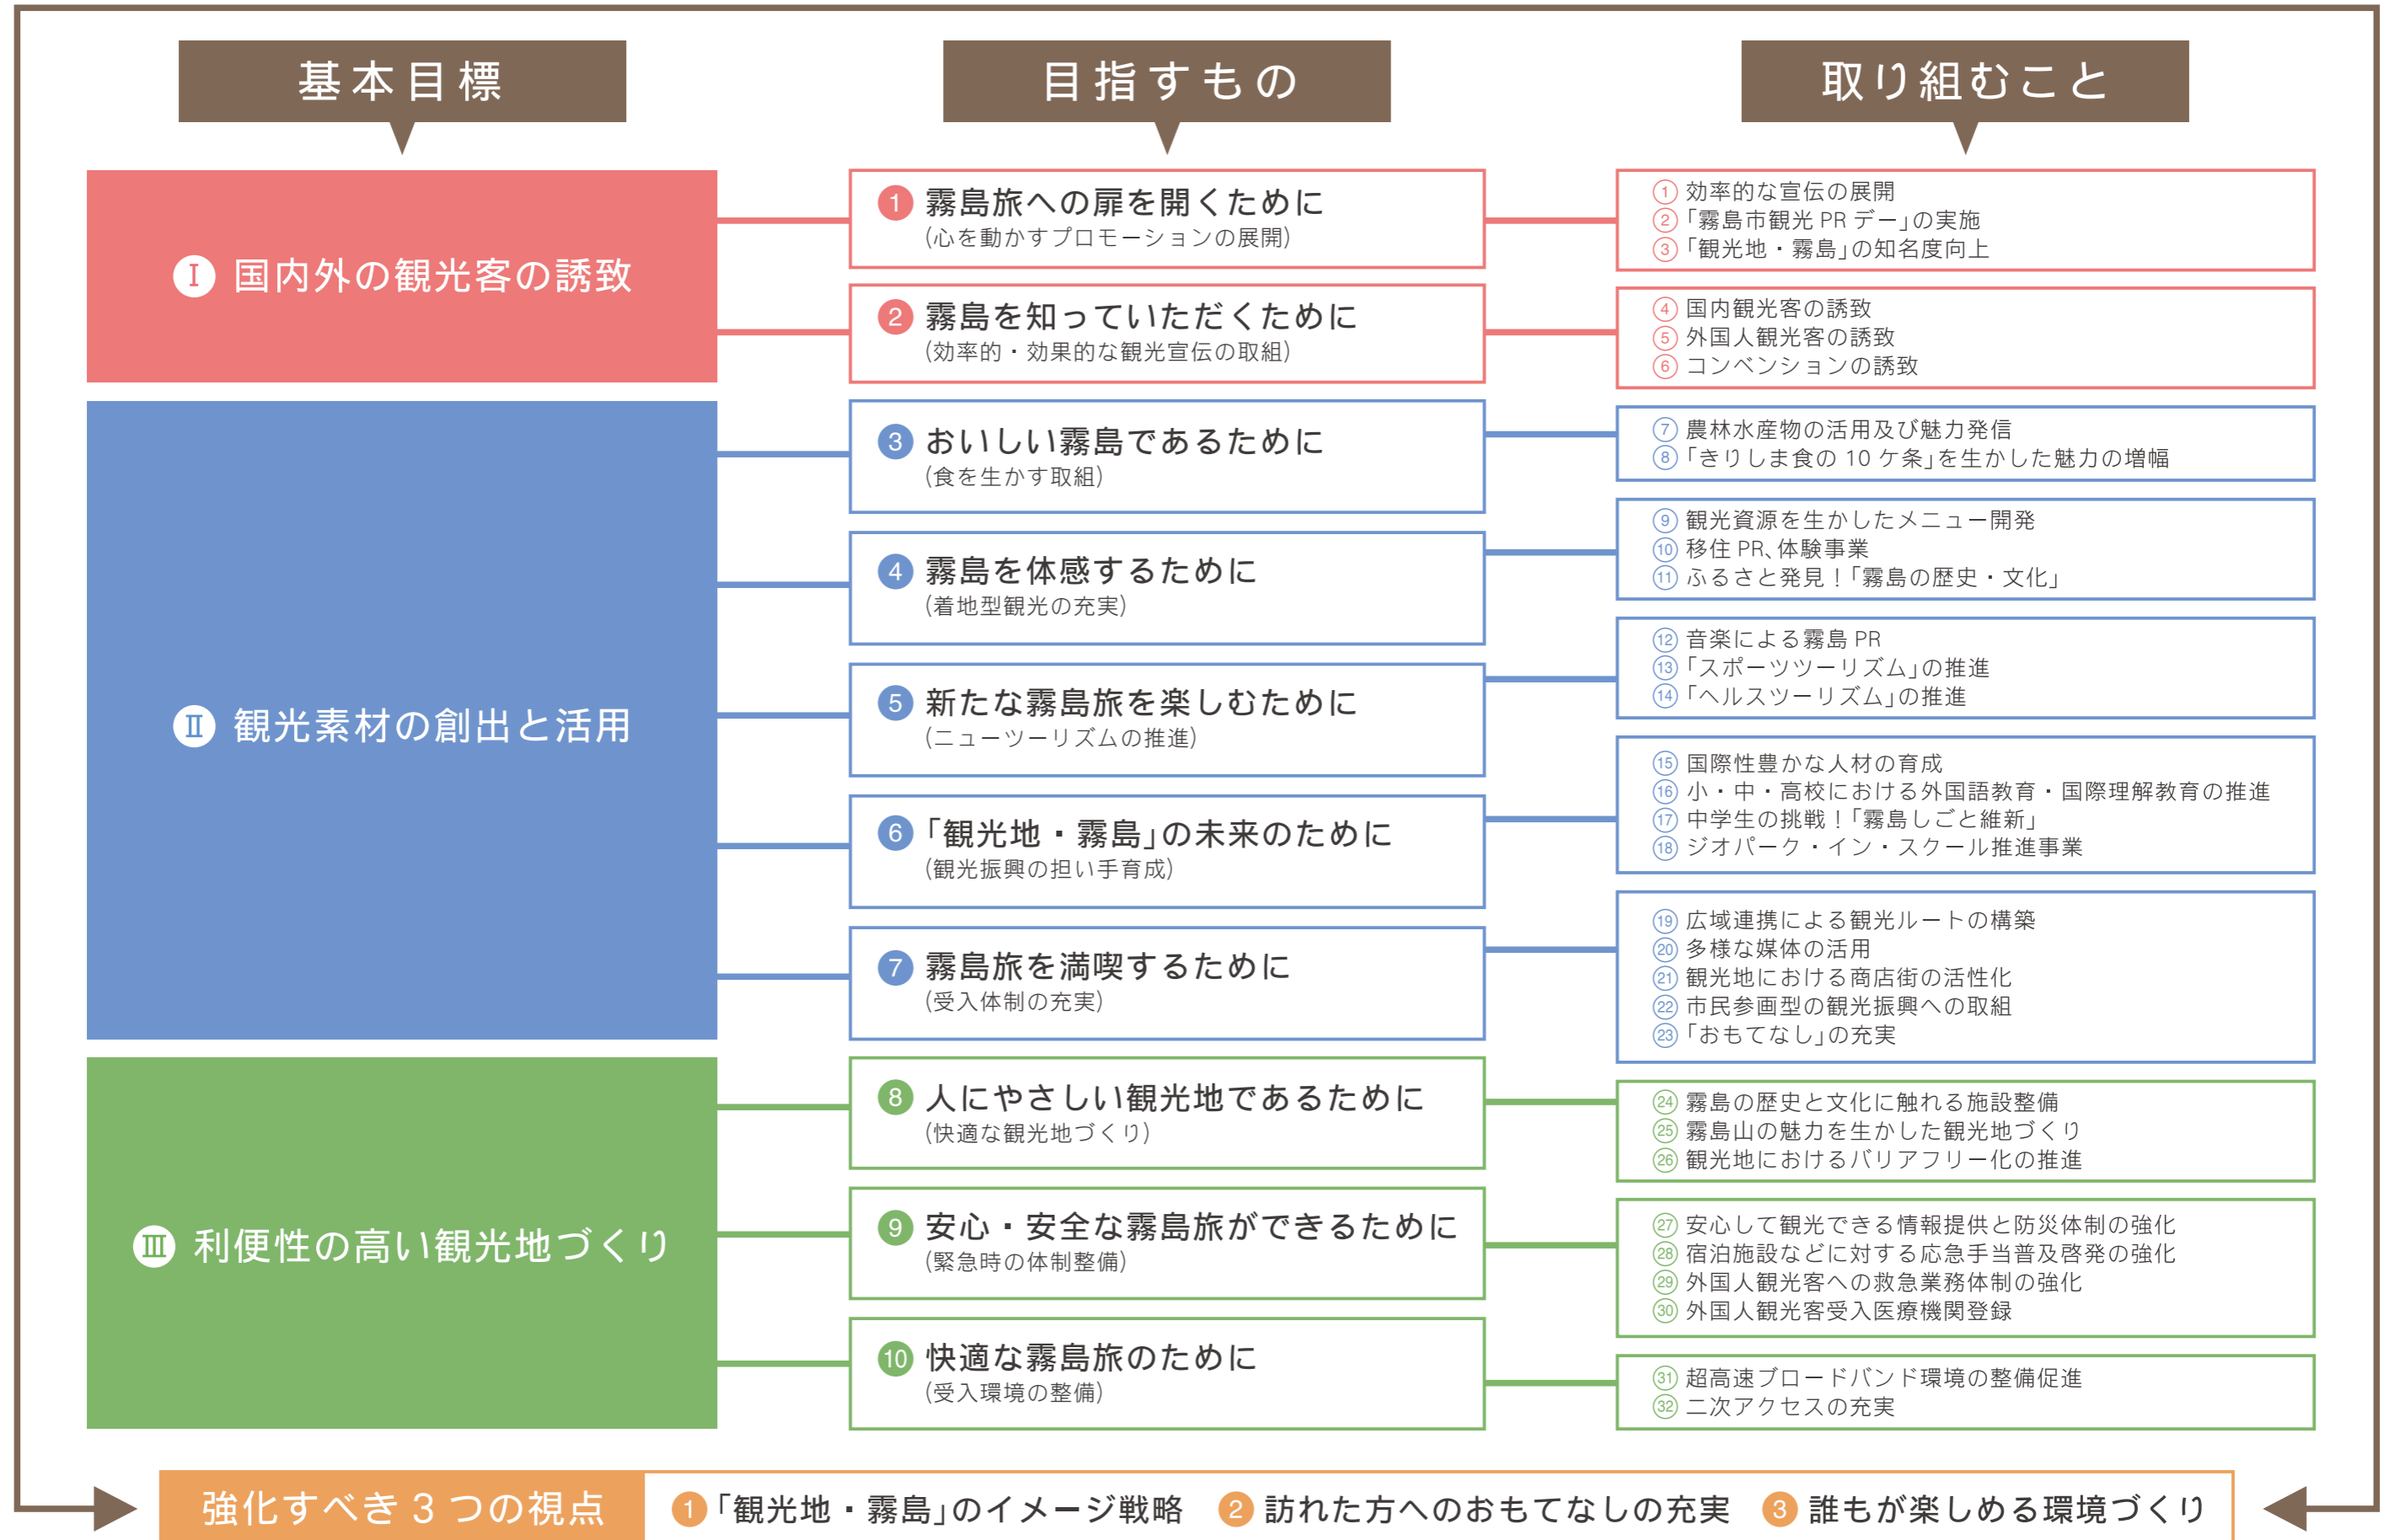 基本目標
目指すもの
取り組むこと
Ⅰ 国内外の観光客の誘致
❶ 霧島旅への扉を開くために
(心を動かすプロモーションの展開)
① 効率的な宣伝の展開
②「霧島市観光 PR デー」の実施
③「観光地・霧島」の知名度向上
❷ 霧島を知っていただくために
(効率的・効果的な観光宣伝の取組)
④ 国内観光客の誘致
⑤ 外国人観光客の誘致
⑥ コンベンションの誘致
Ⅱ 観光素材の創出と活用
❸ おいしい霧島であるために
(食を生かす取組)
⑦ 農林水産物の活用及び魅力発信
⑧「きりしま食の 10 ケ条」を生かした魅力の増幅
❹ 霧島を体感するために
(着地型観光の充実)
⑨ 観光資源を生かしたメニュー開発
⑩ 移住 PR、体験事業
⑪ ふるさと発見!「霧島の歴史・文化」
❺ 新たな霧島旅を楽しむために
(ニューツーリズムの推進)
⑫ 音楽による霧島 PR
⑬「スポーツツーリズム」の推進
⑭「ヘルスツーリズム」の推進
❻「観光地・霧島」の未来のために
(観光振興の担い手育成)
⑮ 国際性豊かな人材の育成
⑯ 小・中・高校における外国語教育・国際理解教育の推進
⑰ 中学生の挑戦!「霧島しごと維新」
⑱ ジオパーク・イン・スクール推進事業
❼ 霧島旅を満喫するために
(受入体制の充実)
⑲ 広域連携による観光ルートの構築
⑳ 多様な媒体の活用
㉑ 観光地における商店街の活性化
㉒ 市民参画型の観光振興への取組
㉓「おもてなし」の充実
Ⅲ 利便性の高い観光地づくり
❽ 人にやさしい観光地であるために
(快適な観光地づくり)
㉔ 霧島の歴史と文化に触れる施設整備
㉕ 霧島山の魅力を生かした観光地づくり
㉖ 観光地におけるバリアフリー化の推進
❾ 安心・安全な霧島旅ができるために
(緊急時の体制整備)
㉗ 安心して観光できる情報提供と防災体制の強化
㉘ 宿泊施設などに対する応急手当普及啓発の強化
㉙ 外国人観光客への救急業務体制の強化
㉚ 外国人観光客受入医療機関登録
❿ 快適な霧島旅のために
(受入環境の整備)
㉛ 超高速ブロードバンド環境の整備促進
㉜ 二次アクセスの充実
強化すべき 3 つの視点
❶「観光地・霧島」のイメージ戦略 ❷ 訪れた方へのおもてなしの充実 ❸ 誰もが楽しめる環境づくり